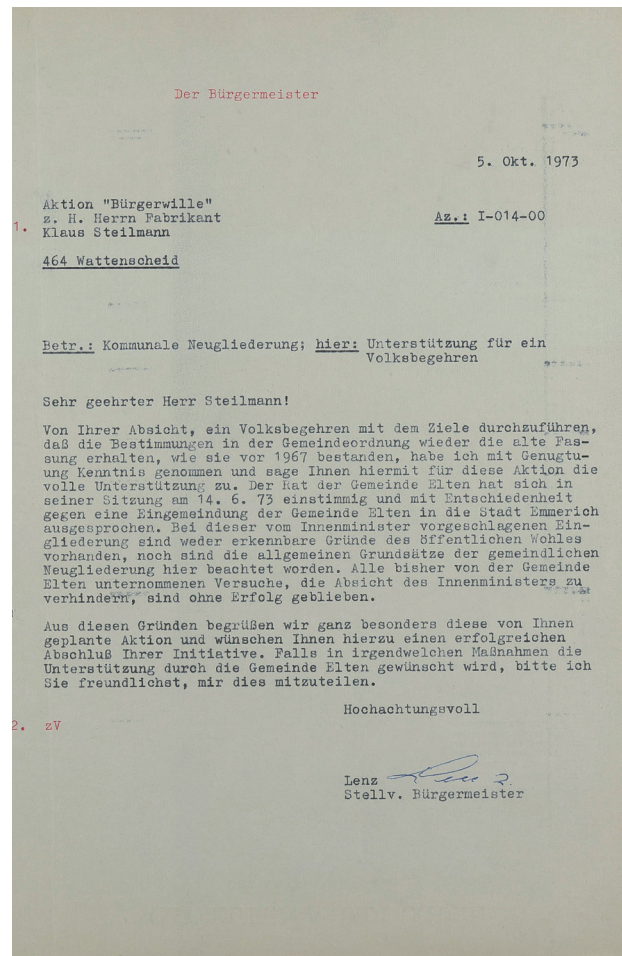 Der Bürgermeister
5. Okt. 1973
Aktion "Bürgerwille"
z. H. Herrn Fabrikant
Az.: I-014-00
1.
Klaus Steilmann
464 Wattenscheid
Betr.: Kommunale Neugliederung; hier: Unterstützung für ein
Volksbegehren
Sehr geehrter Herr Steilmann!
Von Ihrer Absicht, ein Volksbegehren mit dem Ziele durchzuführen,
daß die Bestimmungen in der Gemeindeordnung wieder die alte Fas-
sung erhalten, wie sie vor 1967 bestanden, habe ich mit Genugtu-
ung Kenntnis genommen und sage Ihnen hiermit für diese Aktion die
volle Unterstützung zu. Der Rat der Gemeinde Elten hat sich in
seiner Sitzung am 14. 6. 73 einstimmig und mit Entschiedenheit
gegen eine Eingemeindung der Gemeinde Elten in die Stadt Emmerich
ausgesprochen. Bei dieser vom Innenminister vorgeschlagenen Ein-
gliederung sind weder erkennbare Gründe des öffentlichen Wohles
vorhanden, noch sind die allgemeinen Grundsätze der gemeindlichen
Neugliederung hier beachtet worden. Alle bisher von der Gemeinde
Elten unternommenen Versuche, die Absicht des Innenministers zu
verhindern, sind ohne Erfolg geblieben.
Aus diesen Gründen begrüßen wir ganz besonders diese von Ihnen
geplante Aktion und wünschen Ihnen hierzu einen erfolgreichen
Abschluß Ihrer Initiative. Falls in irgendwelchen Maßnahmen die
Unterstützung durch die Gemeinde Elten gewünscht wird, bitte ich
Sie freundlichst, mir dies mitzuteilen.
Hochachtungsvoll
2. zV
Lenz Lenz
Stellv. Bürgermeister